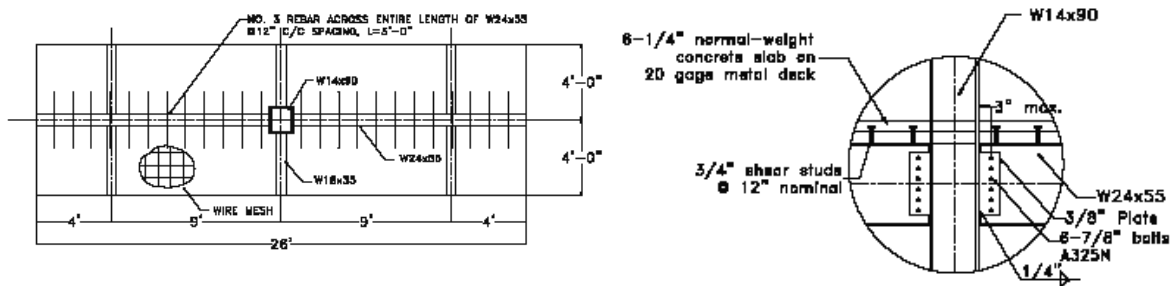 NO. 3 REBAR ACROSS ENTIRE LENGTH OF W24x55
@12" C/C SPACING, L=3'-0"
W14x90
4'-0"
4'-0"
W24x55
W18x35
WIRE MESH
4'
9'
9'
4'
26'
W14x90
6-1/4" normal-weight
concrete slab on
20 gage metal deck
3" max.
3/4" shear studs
@ 12" nominal
W24x55
3/8" Plate
6-7/8" bolts
A325N
1/4"